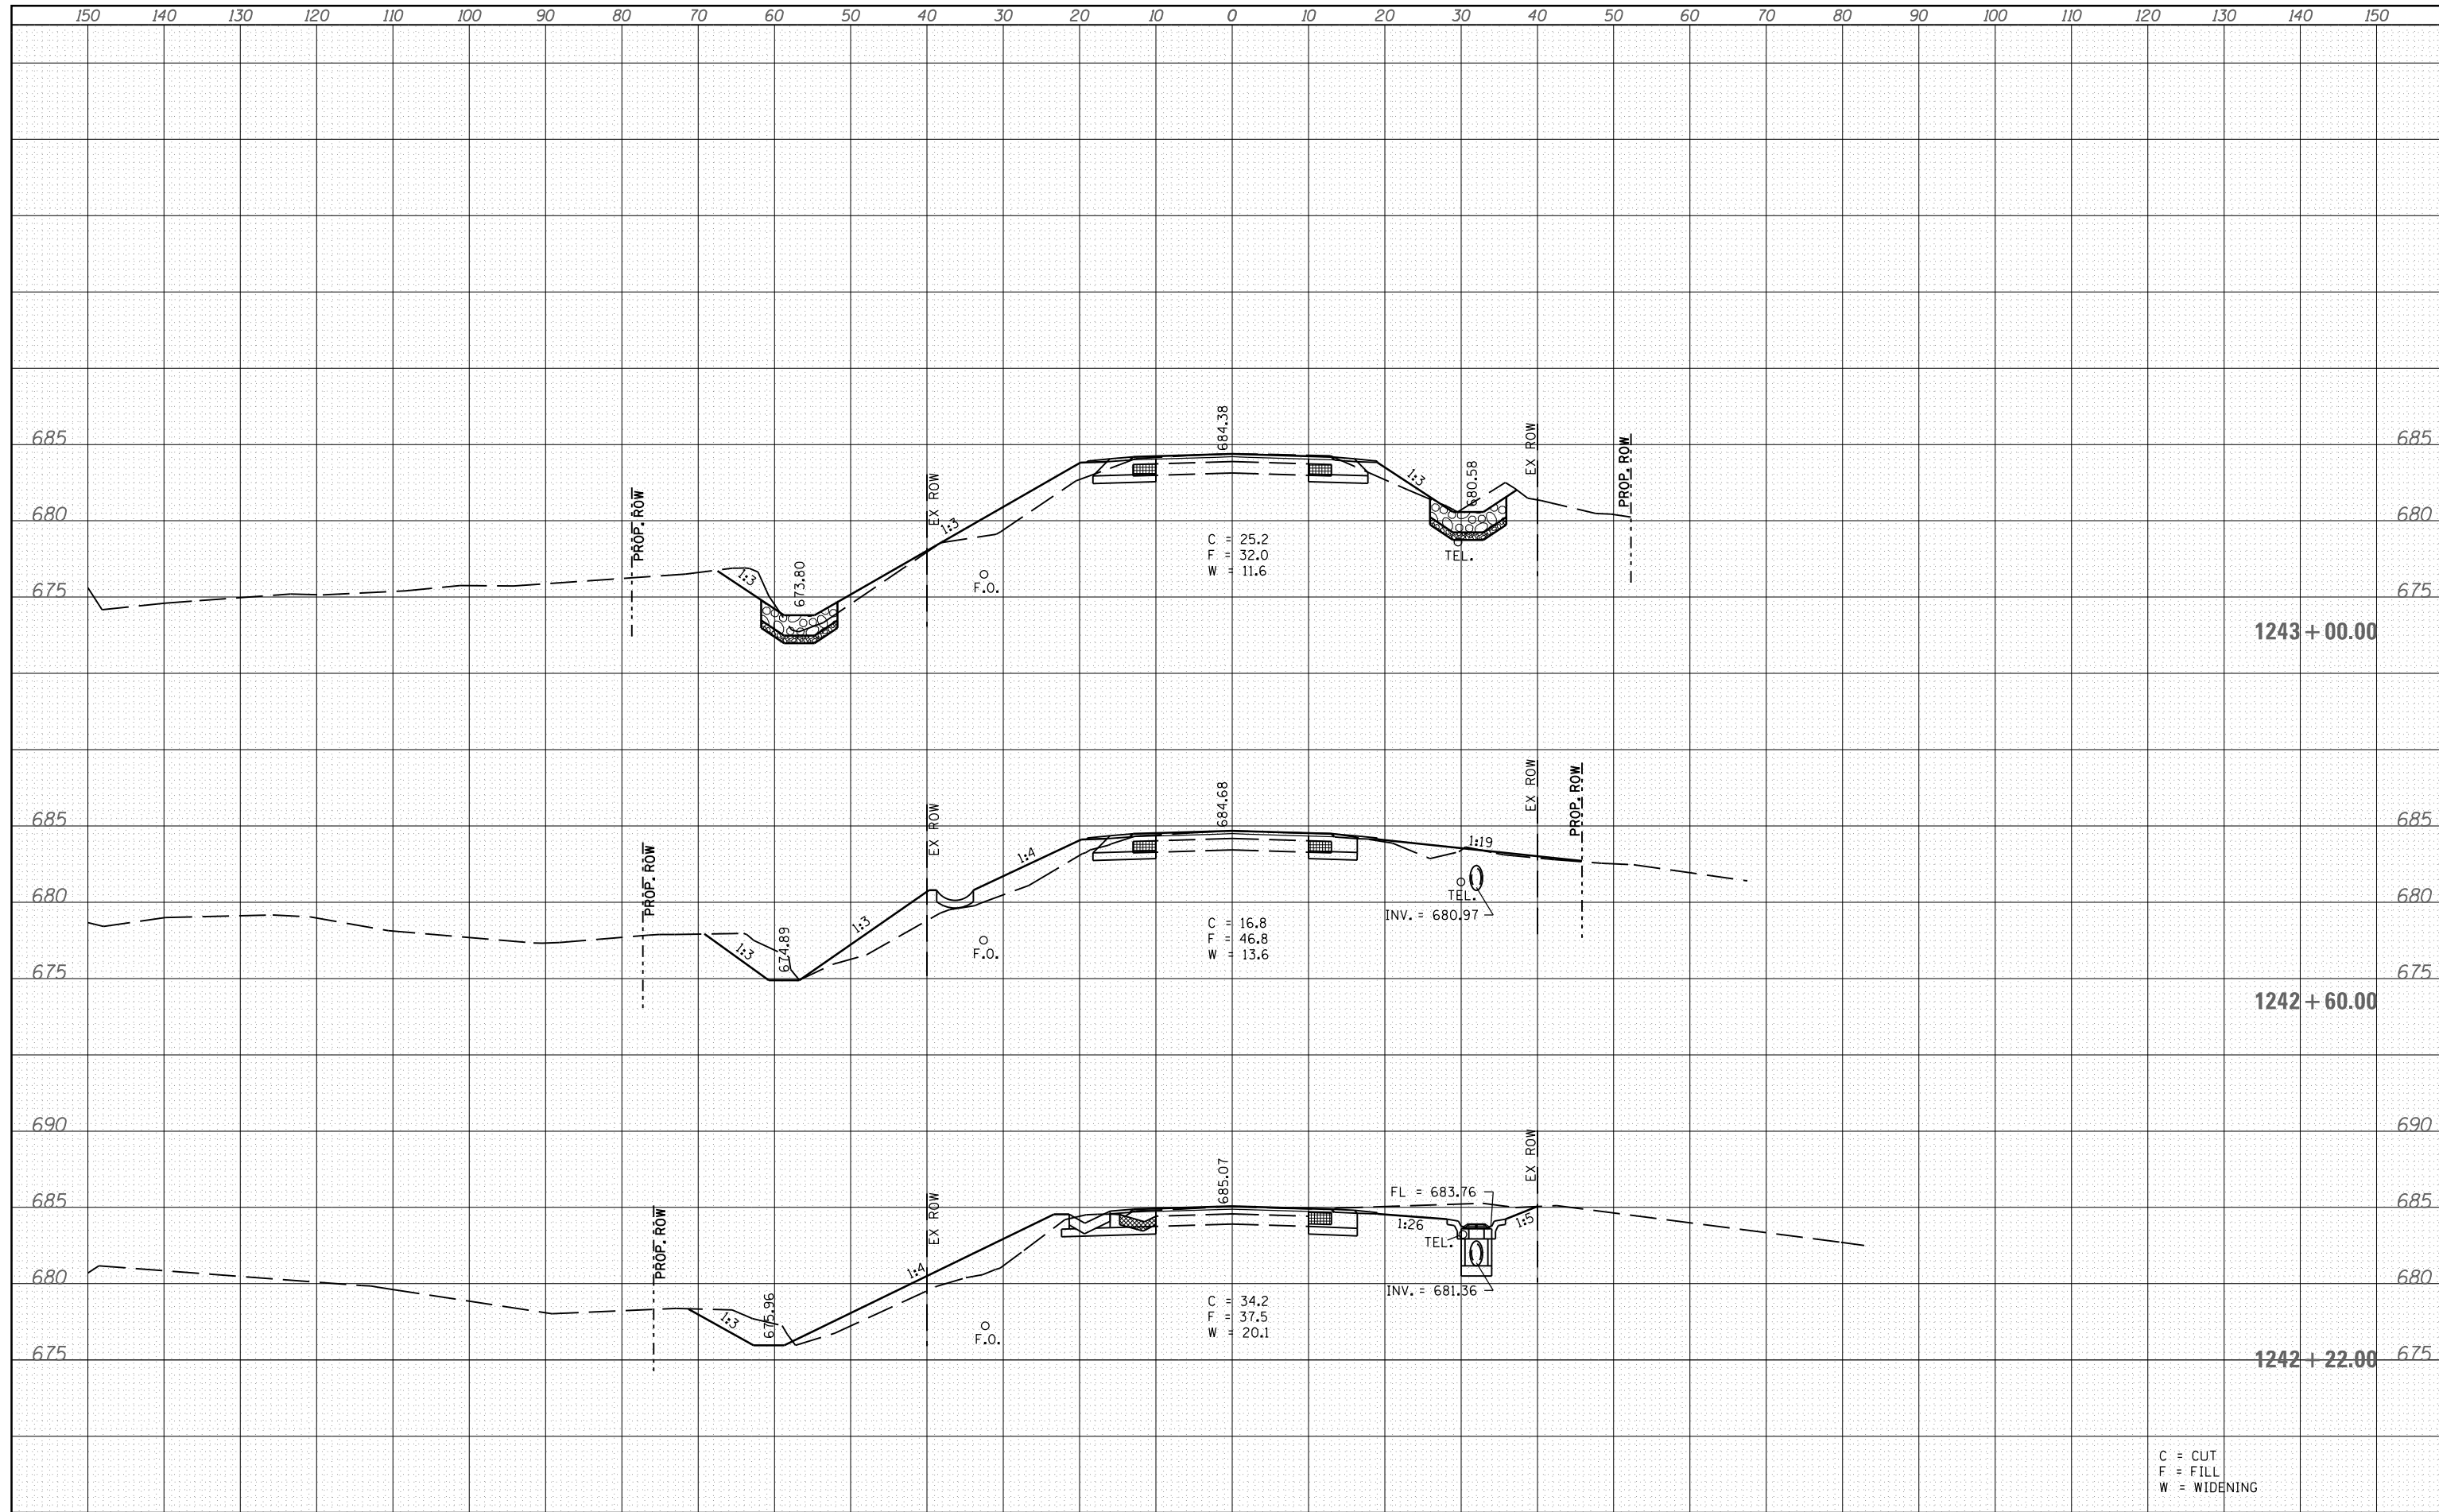 150 140 130 120 110 100 90 80 70 60 50 40 30 20 10 0 10 20 30 40 50 60 70 80 90 100 110 120 130 140 150
684.38
EX ROW
PROP. ROW
685
685
680.58
1:3
EX ROW
PROP. ROW
1:3
680
680
C = 25.2
F = 32.0
W = 11.6
TEL.
1:3
673.80
F.O.
675
675
1243+00.00
684.68
EX ROW
PROP. ROW
685
685
EX ROW
PROP. ROW
1:4
1:19
TEL.
680
680
INV. = 680.97
C = 16.8
F = 46.8
W = 13.6
1:3
1:3
674.89
F.O.
675
675
1242+60.00
690
690
EX ROW
685.07
FL = 683.76
685
685
EX ROW
PROP. ROW
1:26
1:5
TEL.
1:4
680
680
INV. = 681.36
C = 34.2
F = 37.5
W = 20.1
1:3
675.96
F.O.
675
675
1242+22.00
C = CUT
F = FILL
W = WIDENING